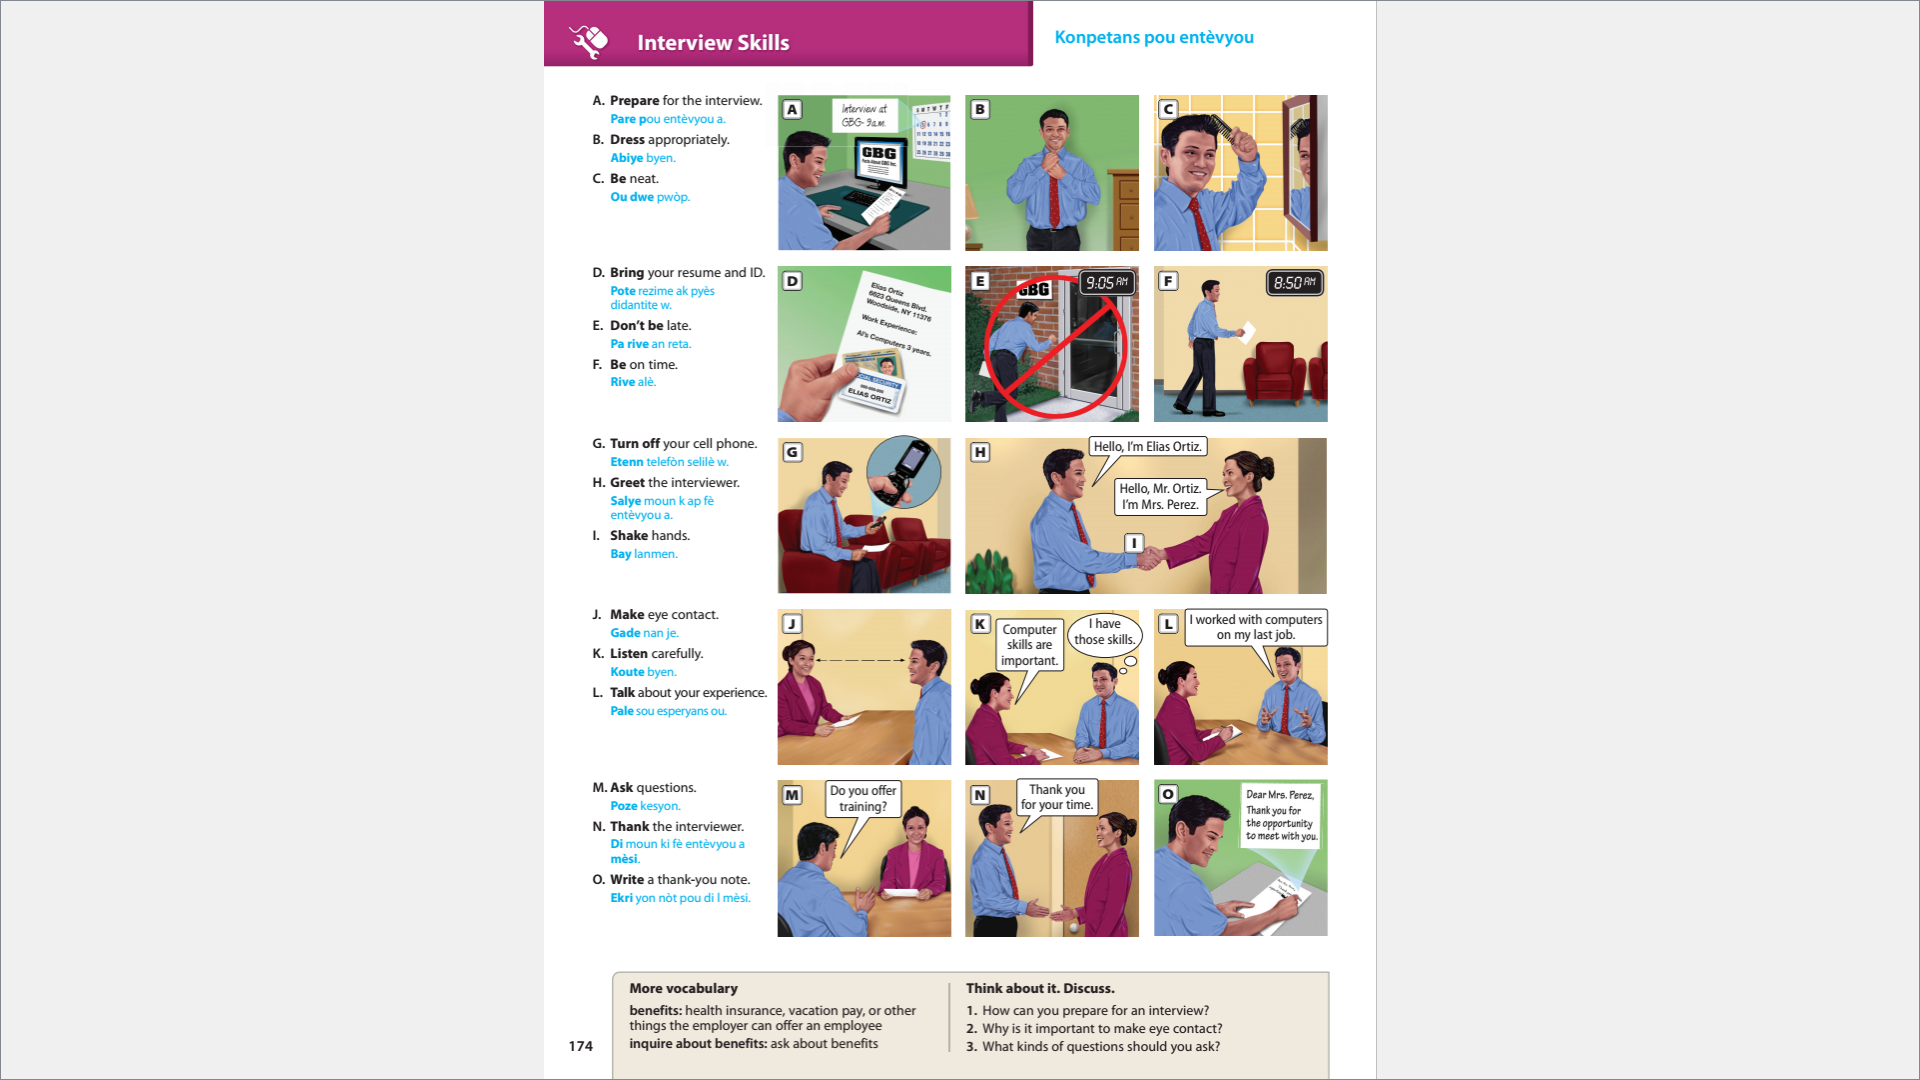 Interview Skills
Konpetans pou entèvyou
A. Prepare for the interview.
Pare pou entèvyou a.
B. Dress appropriately.
Abiye byen.
C. Be neat.
Ou dwe pwòp.
A
Interview at
GBG- 9a.m.
GBG
B
C
D. Bring your resume and ID.
Pote rezime ak pyès
didantite w.
E. Don't be late.
Pa rive an reta.
F. Be on time.
Rive alè.
D
Elias Ortiz
6623 Queens Blvd.
Woodside, NY 11376
Work Experience:
Al's Computers 3 years.
SOCIAL SECURITY
ELIAS ORTIZ
E
GBG
9:05 AM
F
8:50 AM
G. Turn off your cell phone.
Etenn telefòn selilè w.
H. Greet the interviewer.
Salye moun k ap fè
entèvyou a.
I. Shake hands.
Bay lanmen.
G
H
Hello, I'm Elias Ortiz.
Hello, Mr. Ortiz.
I'm Mrs. Perez.
I
J. Make eye contact.
Gade nan je.
K. Listen carefully.
Koute byen.
L. Talk about your experience.
Pale sou esperyans ou.
J
K
Computer
skills are
important.
I have
those skills.
L
I worked with computers
on my last job.
M. Ask questions.
Poze kesyon.
N. Thank the interviewer.
Di moun ki fè entèvyou a
mèsi.
O. Write a thank-you note.
Ekri yon nòt pou di l mèsi.
M
Do you offer
training?
N
Thank you
for your time.
O
Dear Mrs. Perez,
Thank you for
the opportunity
to meet with you.
More vocabulary
benefits: health insurance, vacation pay, or other
things the employer can offer an employee
inquire about benefits: ask about benefits
Think about it. Discuss.
1. How can you prepare for an interview?
2. Why is it important to make eye contact?
3. What kinds of questions should you ask?
174